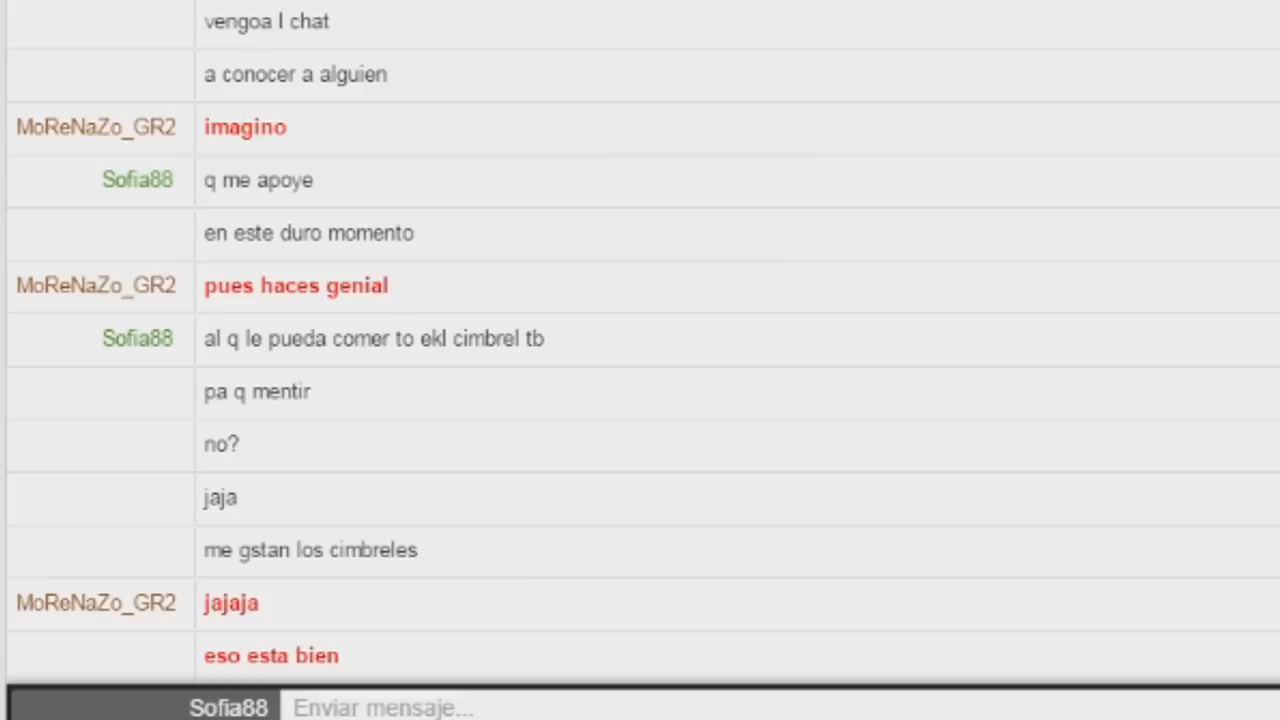 vengoa l chat
a conocer a alguien
MoReNaZo_GR2 imagino
Sofia88 q me apoye
en este duro momento
MoReNaZo_GR2 pues haces genial
Sofia88 al q le pueda comer to ekl cimbrel tb
pa q mentir
no?
jaja
me gstan los cimbreles
MoReNaZo_GR2 jajaja
eso esta bien
Sofia88 Enviar mensaje...